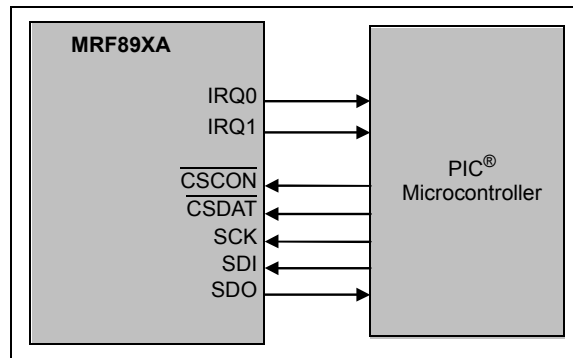 MRF89XA
IRQ0
IRQ1
CSCON
CSDAT
SCK
SDI
SDO
PIC®
Microcontroller